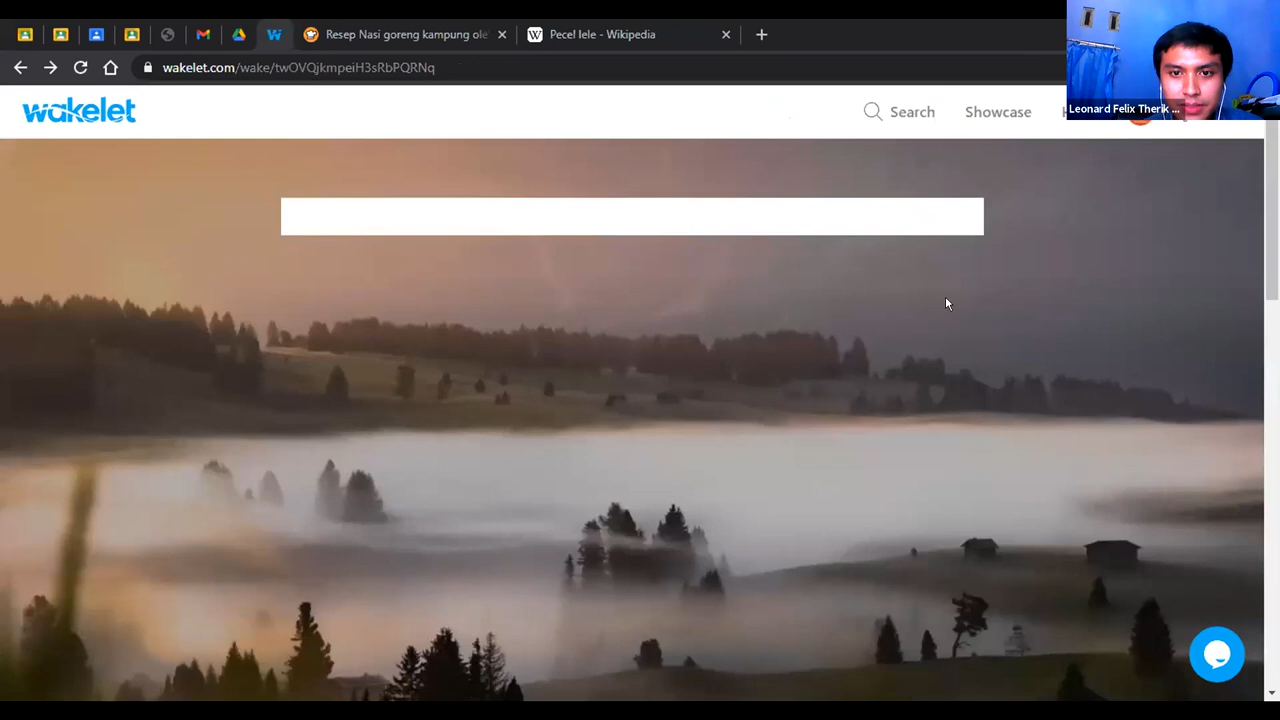 Resep Nasi goreng kampung ole
Pecel lele - Wikipedia
wakelet.com/wake/twOVQjkmpeiH3sRbPQRNq
wakelet
Search
Showcase
Leonard Felix Therik ...